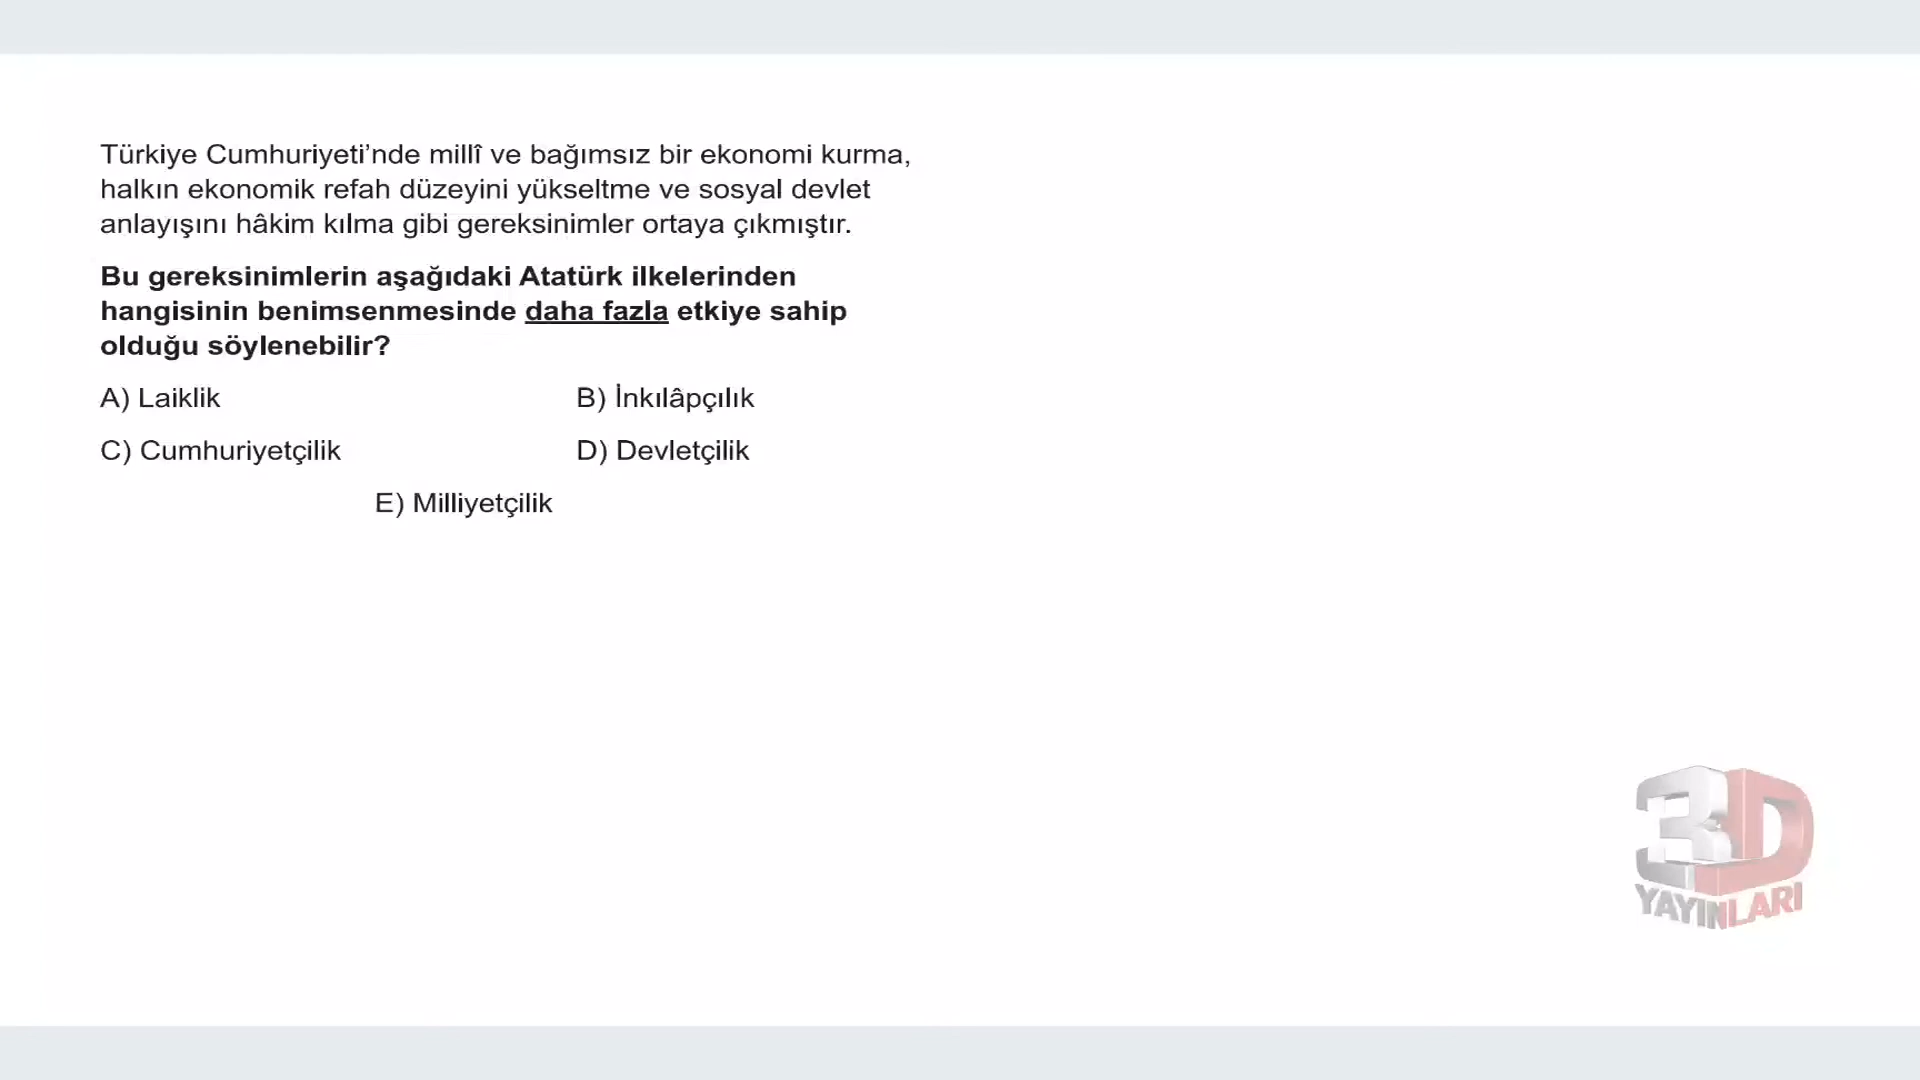 Türkiye Cumhuriyeti’nde millî ve bağımsız bir ekonomi kurma,
halkın ekonomik refah düzeyini yükseltme ve sosyal devlet
anlayışını hâkim kılma gibi gereksinimler ortaya çıkmıştır.
Bu gereksinimlerin aşağıdaki Atatürk ilkelerinden
hangisinin benimsenmesinde daha fazla etkiye sahip
olduğu söylenebilir?
A) Laiklik
B) İnkılâpçılık
C) Cumhuriyetçilik
D) Devletçilik
E) Milliyetçilik
3D
YAYINLARI